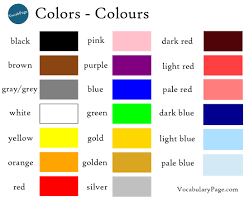 VocabularyPage
Colors - Colours
black pink dark red
brown purple light red
gray/grey blue pale red
white green dark blue
yellow gold light blue
orange golden pale blue
red silver
VocabularyPage.com